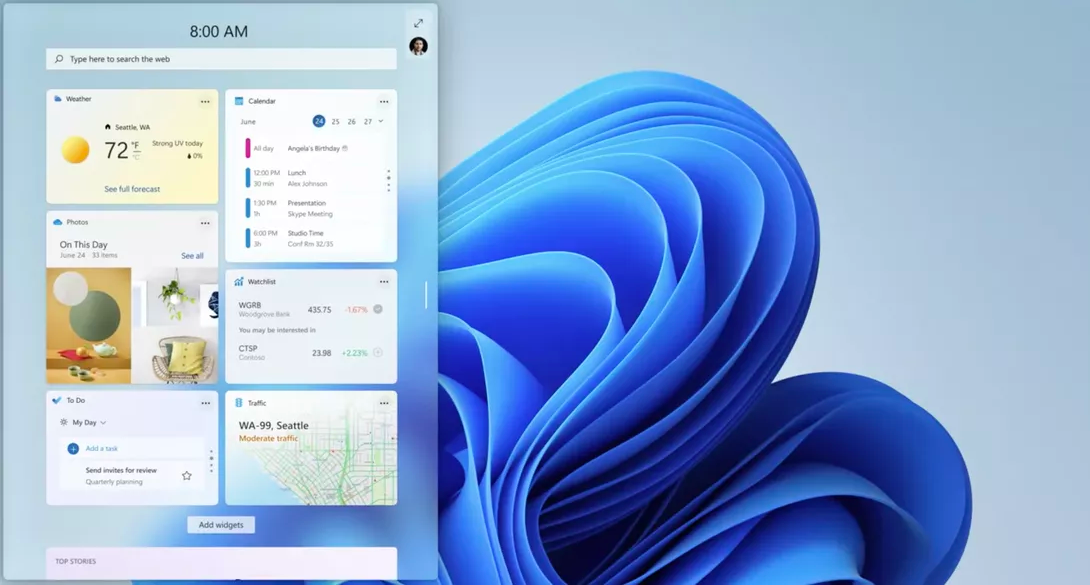 8:00 AM
Type here to search the web
Weather
Seattle, WA
72 °F
°C
Strong UV today
0%
See full forecast
Calendar
June 24 25 26 27
All day Angela's Birthday
12:00 PM Lunch
30 min Alex Johnson
1:30 PM Presentation
1h Skype Meeting
6:00 PM Studio Time
3h Conf Rm 32/35
Photos
On This Day
June 24 33 items See all
Watchlist
WGRB 435.75 -1.67%
Woodgrove Bank
You may be interested in
CTSP 23.98 +2.23%
Contoso
To Do
My Day
Add a task
Send invites for review
Quarterly planning
Traffic
WA-99, Seattle
Moderate traffic
Add widgets
TOP STORIES